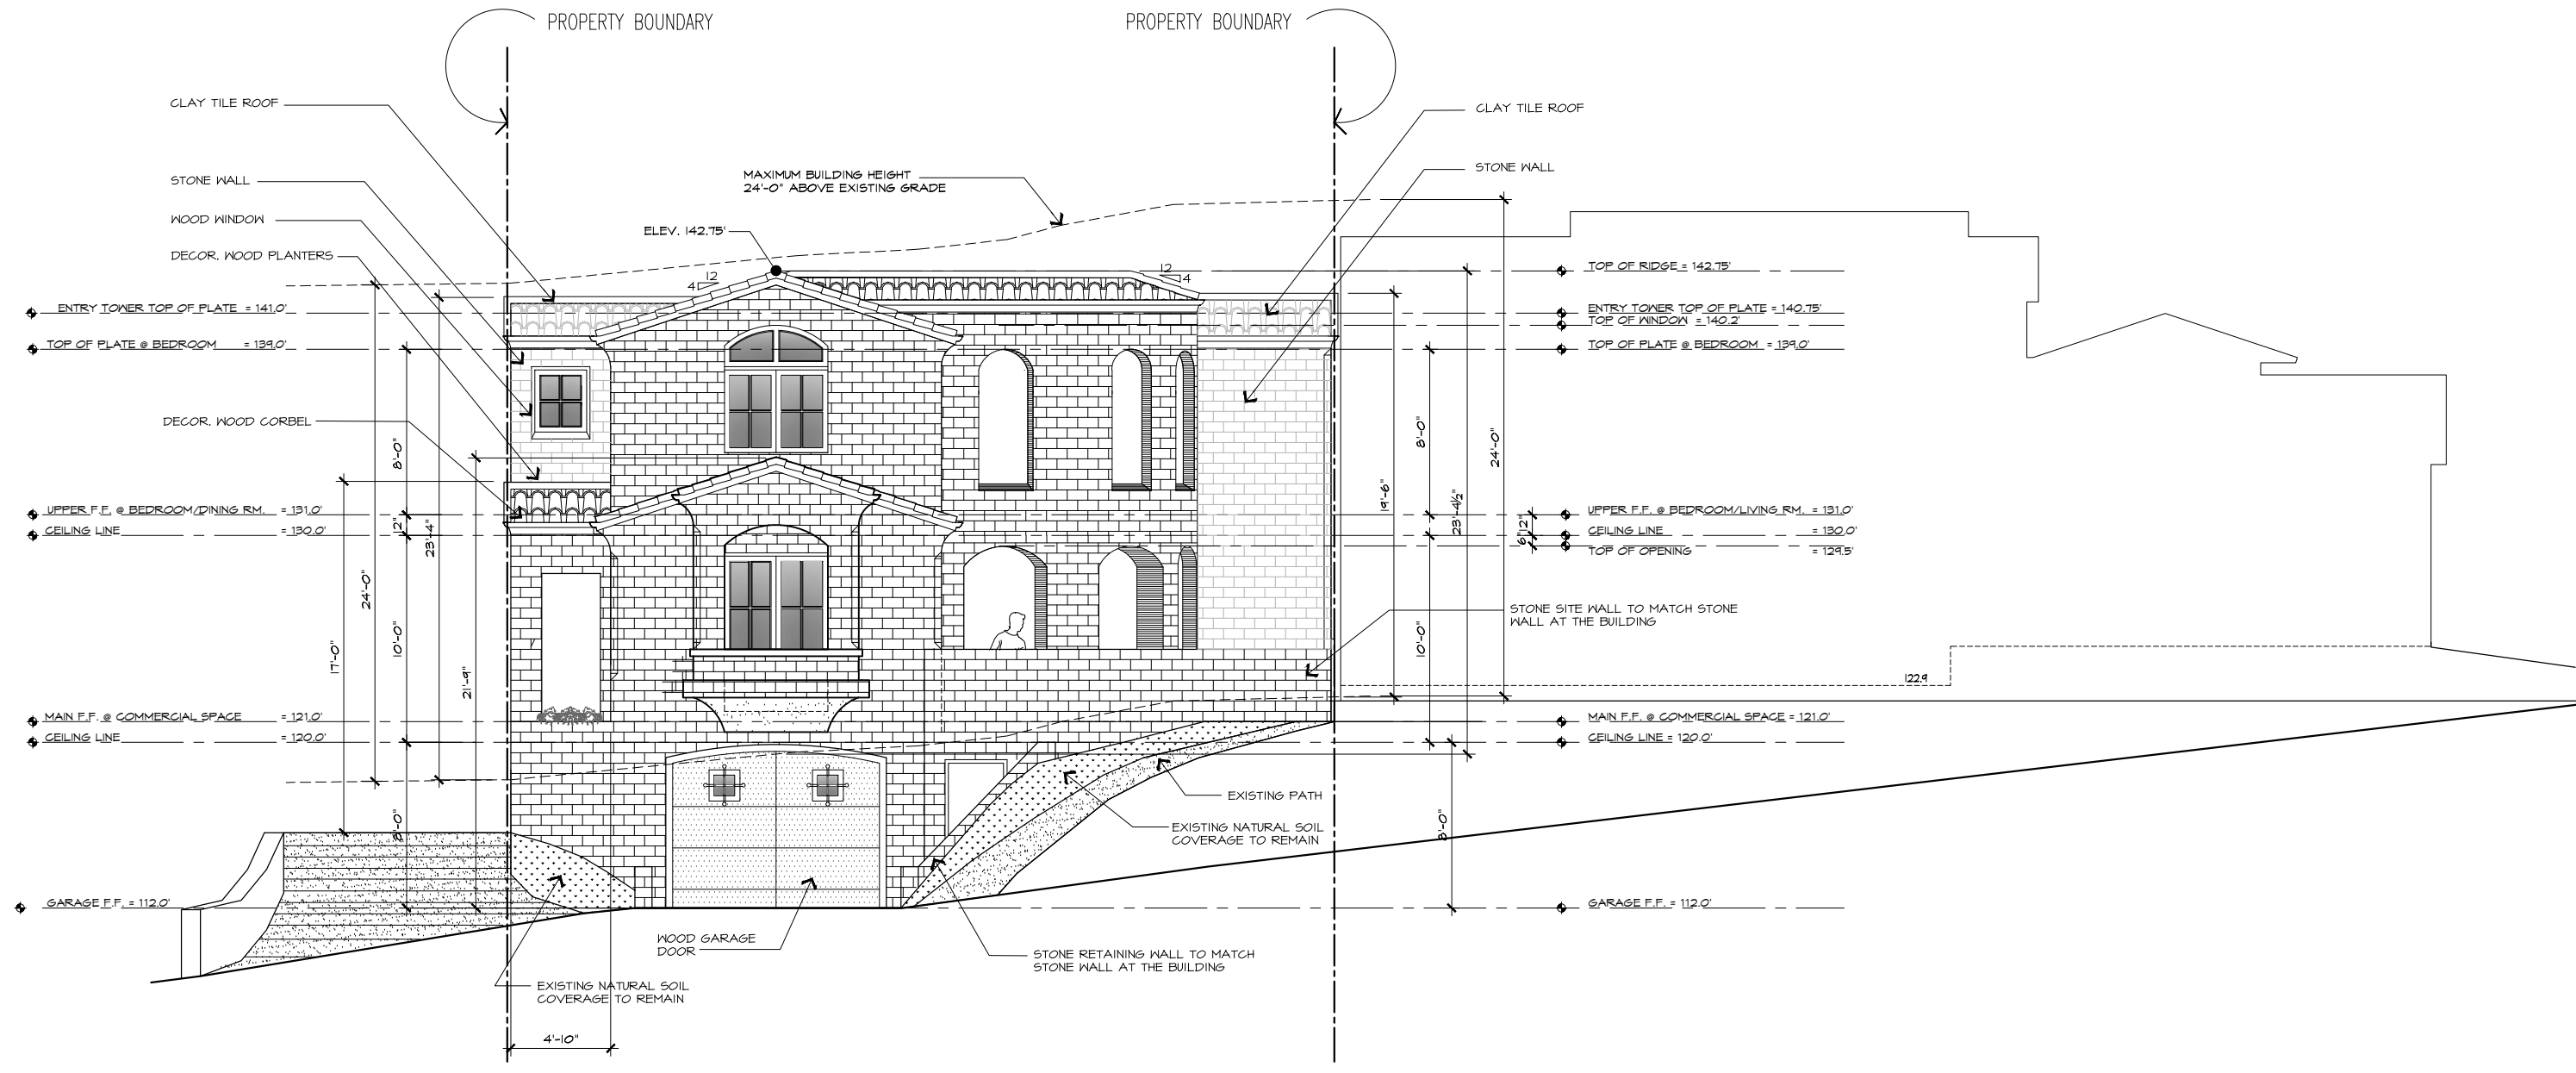 PROPERTY BOUNDARY
PROPERTY BOUNDARY
CLAY TILE ROOF
STONE WALL
WOOD WINDOW
DECOR. WOOD PLANTERS
DECOR. WOOD CORBEL
MAXIMUM BUILDING HEIGHT
24'-0" ABOVE EXISTING GRADE
ELEV. 142.75'
12
4
12
4
CLAY TILE ROOF
STONE WALL
ENTRY TOWER TOP OF PLATE = 141.0'
TOP OF PLATE @ BEDROOM = 139.0'
UPPER F.F. @ BEDROOM/DINING RM. = 131.0'
CEILING LINE = 130.0'
MAIN F.F. @ COMMERCIAL SPACE = 121.0'
CEILING LINE = 120.0'
GARAGE F.F. = 112.0'
17'-0"
24'-0"
8'-0"
12"
10'-0"
8'-0"
23'-4"
21'-9"
4'-10"
TOP OF RIDGE = 142.75'
ENTRY TOWER TOP OF PLATE = 140.75'
TOP OF WINDOW = 140.2'
TOP OF PLATE @ BEDROOM = 139.0'
UPPER F.F. @ BEDROOM/LIVING RM. = 131.0'
CEILING LINE = 130.0'
TOP OF OPENING = 129.5'
STONE SITE WALL TO MATCH STONE
WALL AT THE BUILDING
122.9
MAIN F.F. @ COMMERCIAL SPACE = 121.0'
CEILING LINE = 120.0'
GARAGE F.F. = 112.0'
19'-6"
8'-0"
10'-0"
23'-4½"
24'-0"
12"
6"
8'-0"
EXISTING PATH
EXISTING NATURAL SOIL
COVERAGE TO REMAIN
WOOD GARAGE
DOOR
STONE RETAINING WALL TO MATCH
STONE WALL AT THE BUILDING
EXISTING NATURAL SOIL
COVERAGE TO REMAIN